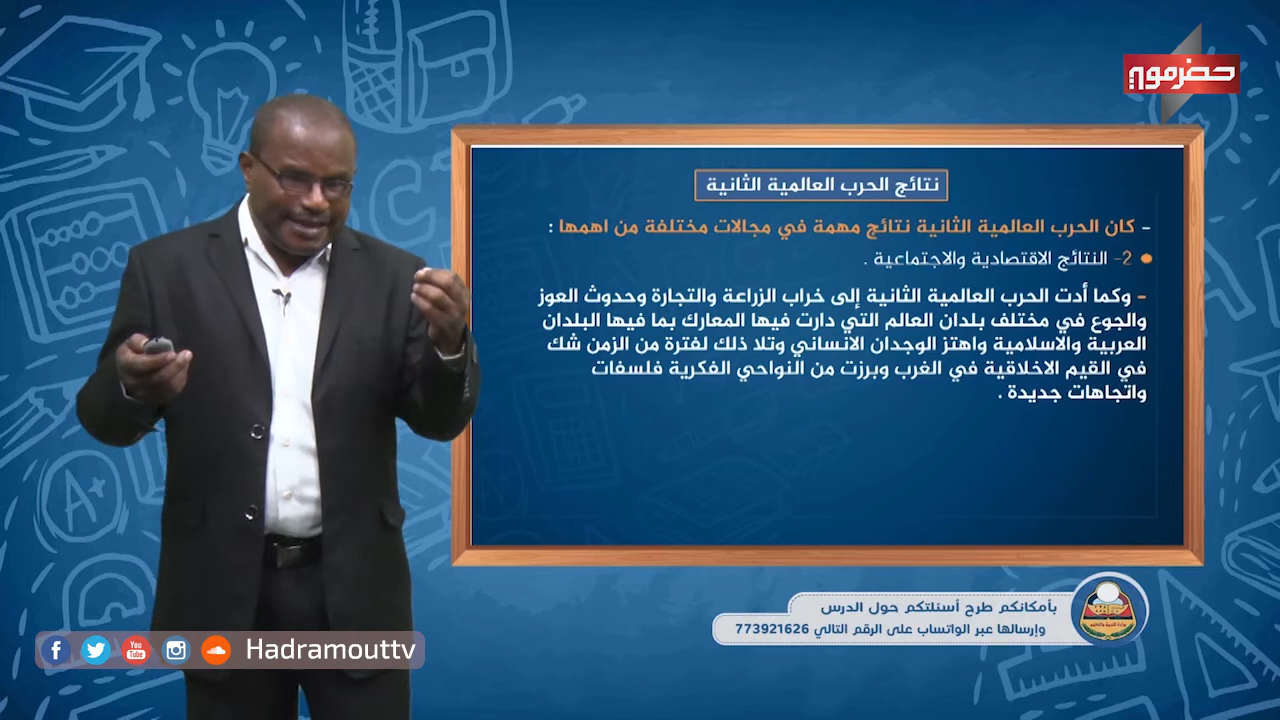 حضرموت
نتائج الحرب العالمية الثانية
- كان الحرب العالمية الثانية نتائج مهمة في مجالات مختلفة من اهمها :
2- النتائج الاقتصادية والاجتماعية .
- وكما أدت الحرب العالمية الثانية إلى خراب الزراعة والتجارة وحدوث العوز
والجوع في مختلف بلدان العالم التي دارت فيها المعارك بما فيها البلدان
العربية والاسلامية واهتز الوجدان الانساني وتلا ذلك لفترة من الزمن شك
في القيم الاخلاقية في الغرب وبرزت من النواحي الفكرية فلسفات
واتجاهات جديدة .
بأمكانكم طرح أسئلتكم حول الدرس
وإرسالها عبر الواتساب على الرقم التالي 773921626
You Tube
Hadramouttv
A+